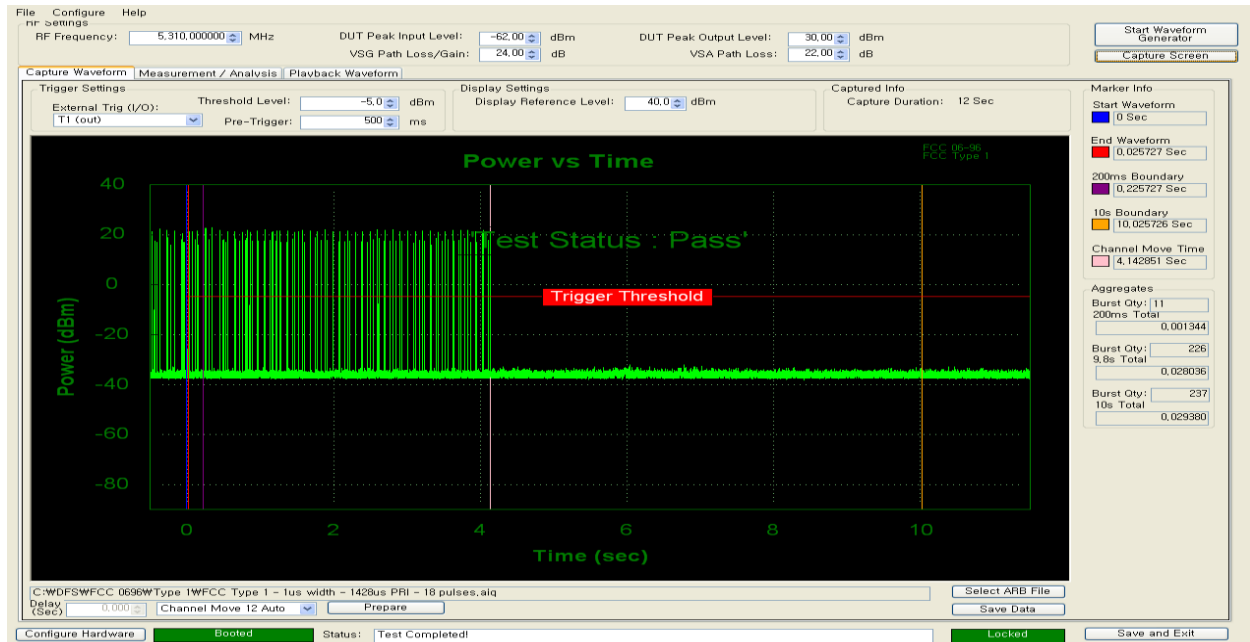 File Configure Help
RF Settings
RF Frequency: 5,310,000000 MHz DUT Peak Input Level: -62,00 dBm DUT Peak Output Level: 30,00 dBm
VSG Path Loss/Gain: 24,00 dB VSA Path Loss: 22,00 dB
Start Waveform Generator
Capture Screen
Capture Waveform Measurement / Analysis Playback Waveform
Trigger Settings
External Trig (I/O): Threshold Level: -5,0 dBm
T1 (out) Pre-Trigger: 500 ms
Display Settings
Display Reference Level: 40,0 dBm
Captured Info
Capture Duration: 12 Sec
Marker Info
Start Waveform
0 Sec
End Waveform
0,025727 Sec
200ms Boundary
0,225727 Sec
10s Boundary
10,025726 Sec
Channel Move Time
4,142851 Sec
Aggregates
Burst Qty: 11
200ms Total
0,001344
Burst Qty: 226
9,8s Total
0,028036
Burst Qty: 237
10s Total
0,029380
Power vs Time
FCC 06-96
FCC Type 1
'Test Status : Pass'
Trigger Threshold
Power (dBm)
40
20
0
-20
-40
-60
-80
0 2 4 6 8 10
Time (sec)
C:₩DFS₩FCC 0696₩Type 1₩FCC Type 1 - 1us width - 1428us PRI - 18 pulses.aiq
Select ARB File
Delay (Sec) 0,000 Channel Move 12 Auto Prepare
Save Data
Configure Hardware Booted Status: Test Completed! Locked Save and Exit